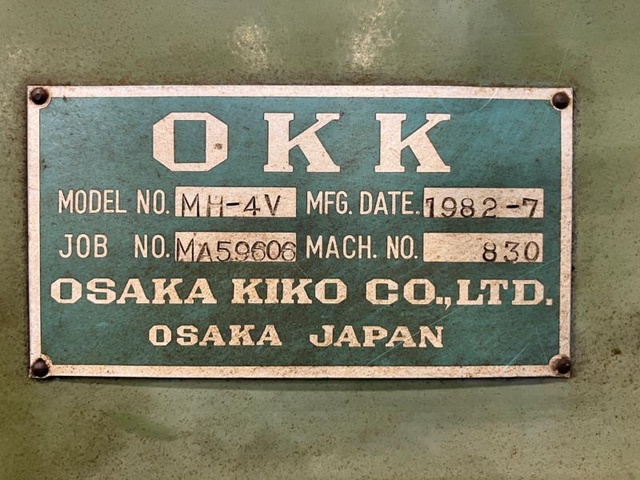 OKK
MODEL NO. MH-4V MFG. DATE. 1982-7
JOB NO. MA59606 MACH. NO. 830
OSAKA KIKO CO.,LTD.
OSAKA JAPAN